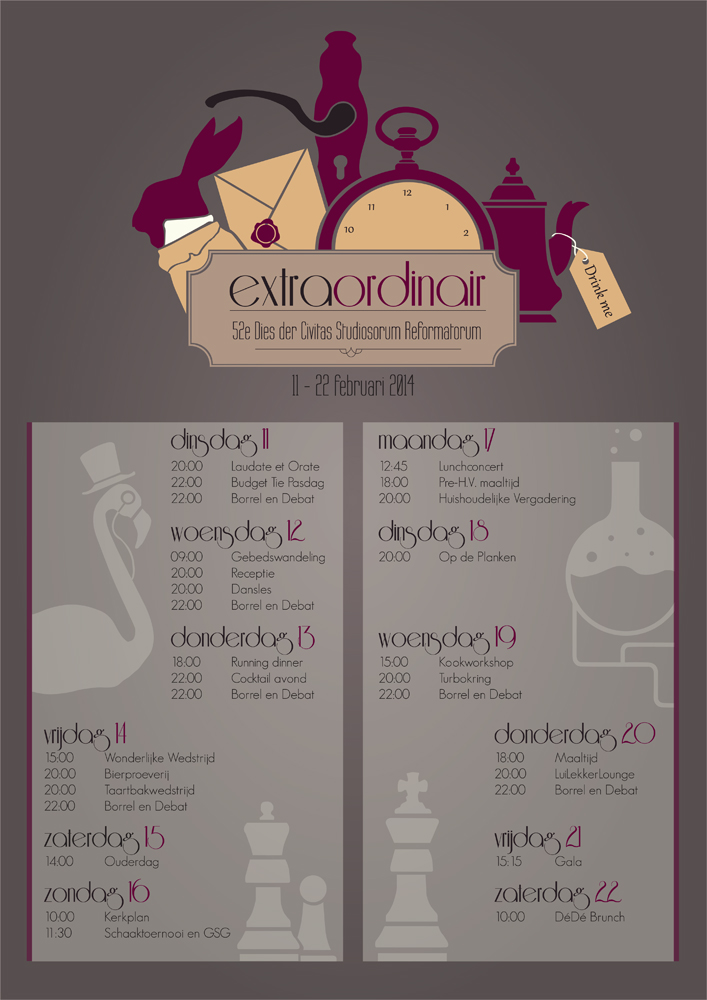 12
11
1
10
2
Drink me
extraordinair
52e Dies der Civitas Studiosorum Reformatorum
11 - 22 februari 2014
dinsdag 11
20:00 Laudate et Orate
22:00 Budget Tie Pasdag
22:00 Borrel en Debat
woensdag 12
09:00 Gebedswandeling
20:00 Receptie
20:00 Dansles
22:00 Borrel en Debat
donderdag 13
18:00 Running dinner
22:00 Cocktail avond
22:00 Borrel en Debat
vrijdag 14
15:00 Wonderlijke Wedstrijd
20:00 Bierproeverij
20:00 Taartbakwedstrijd
22:00 Borrel en Debat
zaterdag 15
14:00 Ouderdag
zondag 16
10:00 Kerkplan
11:30 Schaaktoernooi en GSG
maandag 17
12:45 Lunchconcert
18:00 Pre-H.V. maaltijd
20:00 Huishoudelijke Vergadering
dinsdag 18
20:00 Op de Planken
woensdag 19
15:00 Kookworkshop
20:00 Turbokring
22:00 Borrel en Debat
donderdag 20
18:00 Maaltijd
20:00 LuiLekkerLounge
22:00 Borrel en Debat
vrijdag 21
15:15 Gala
zaterdag 22
10:00 DéDé Brunch